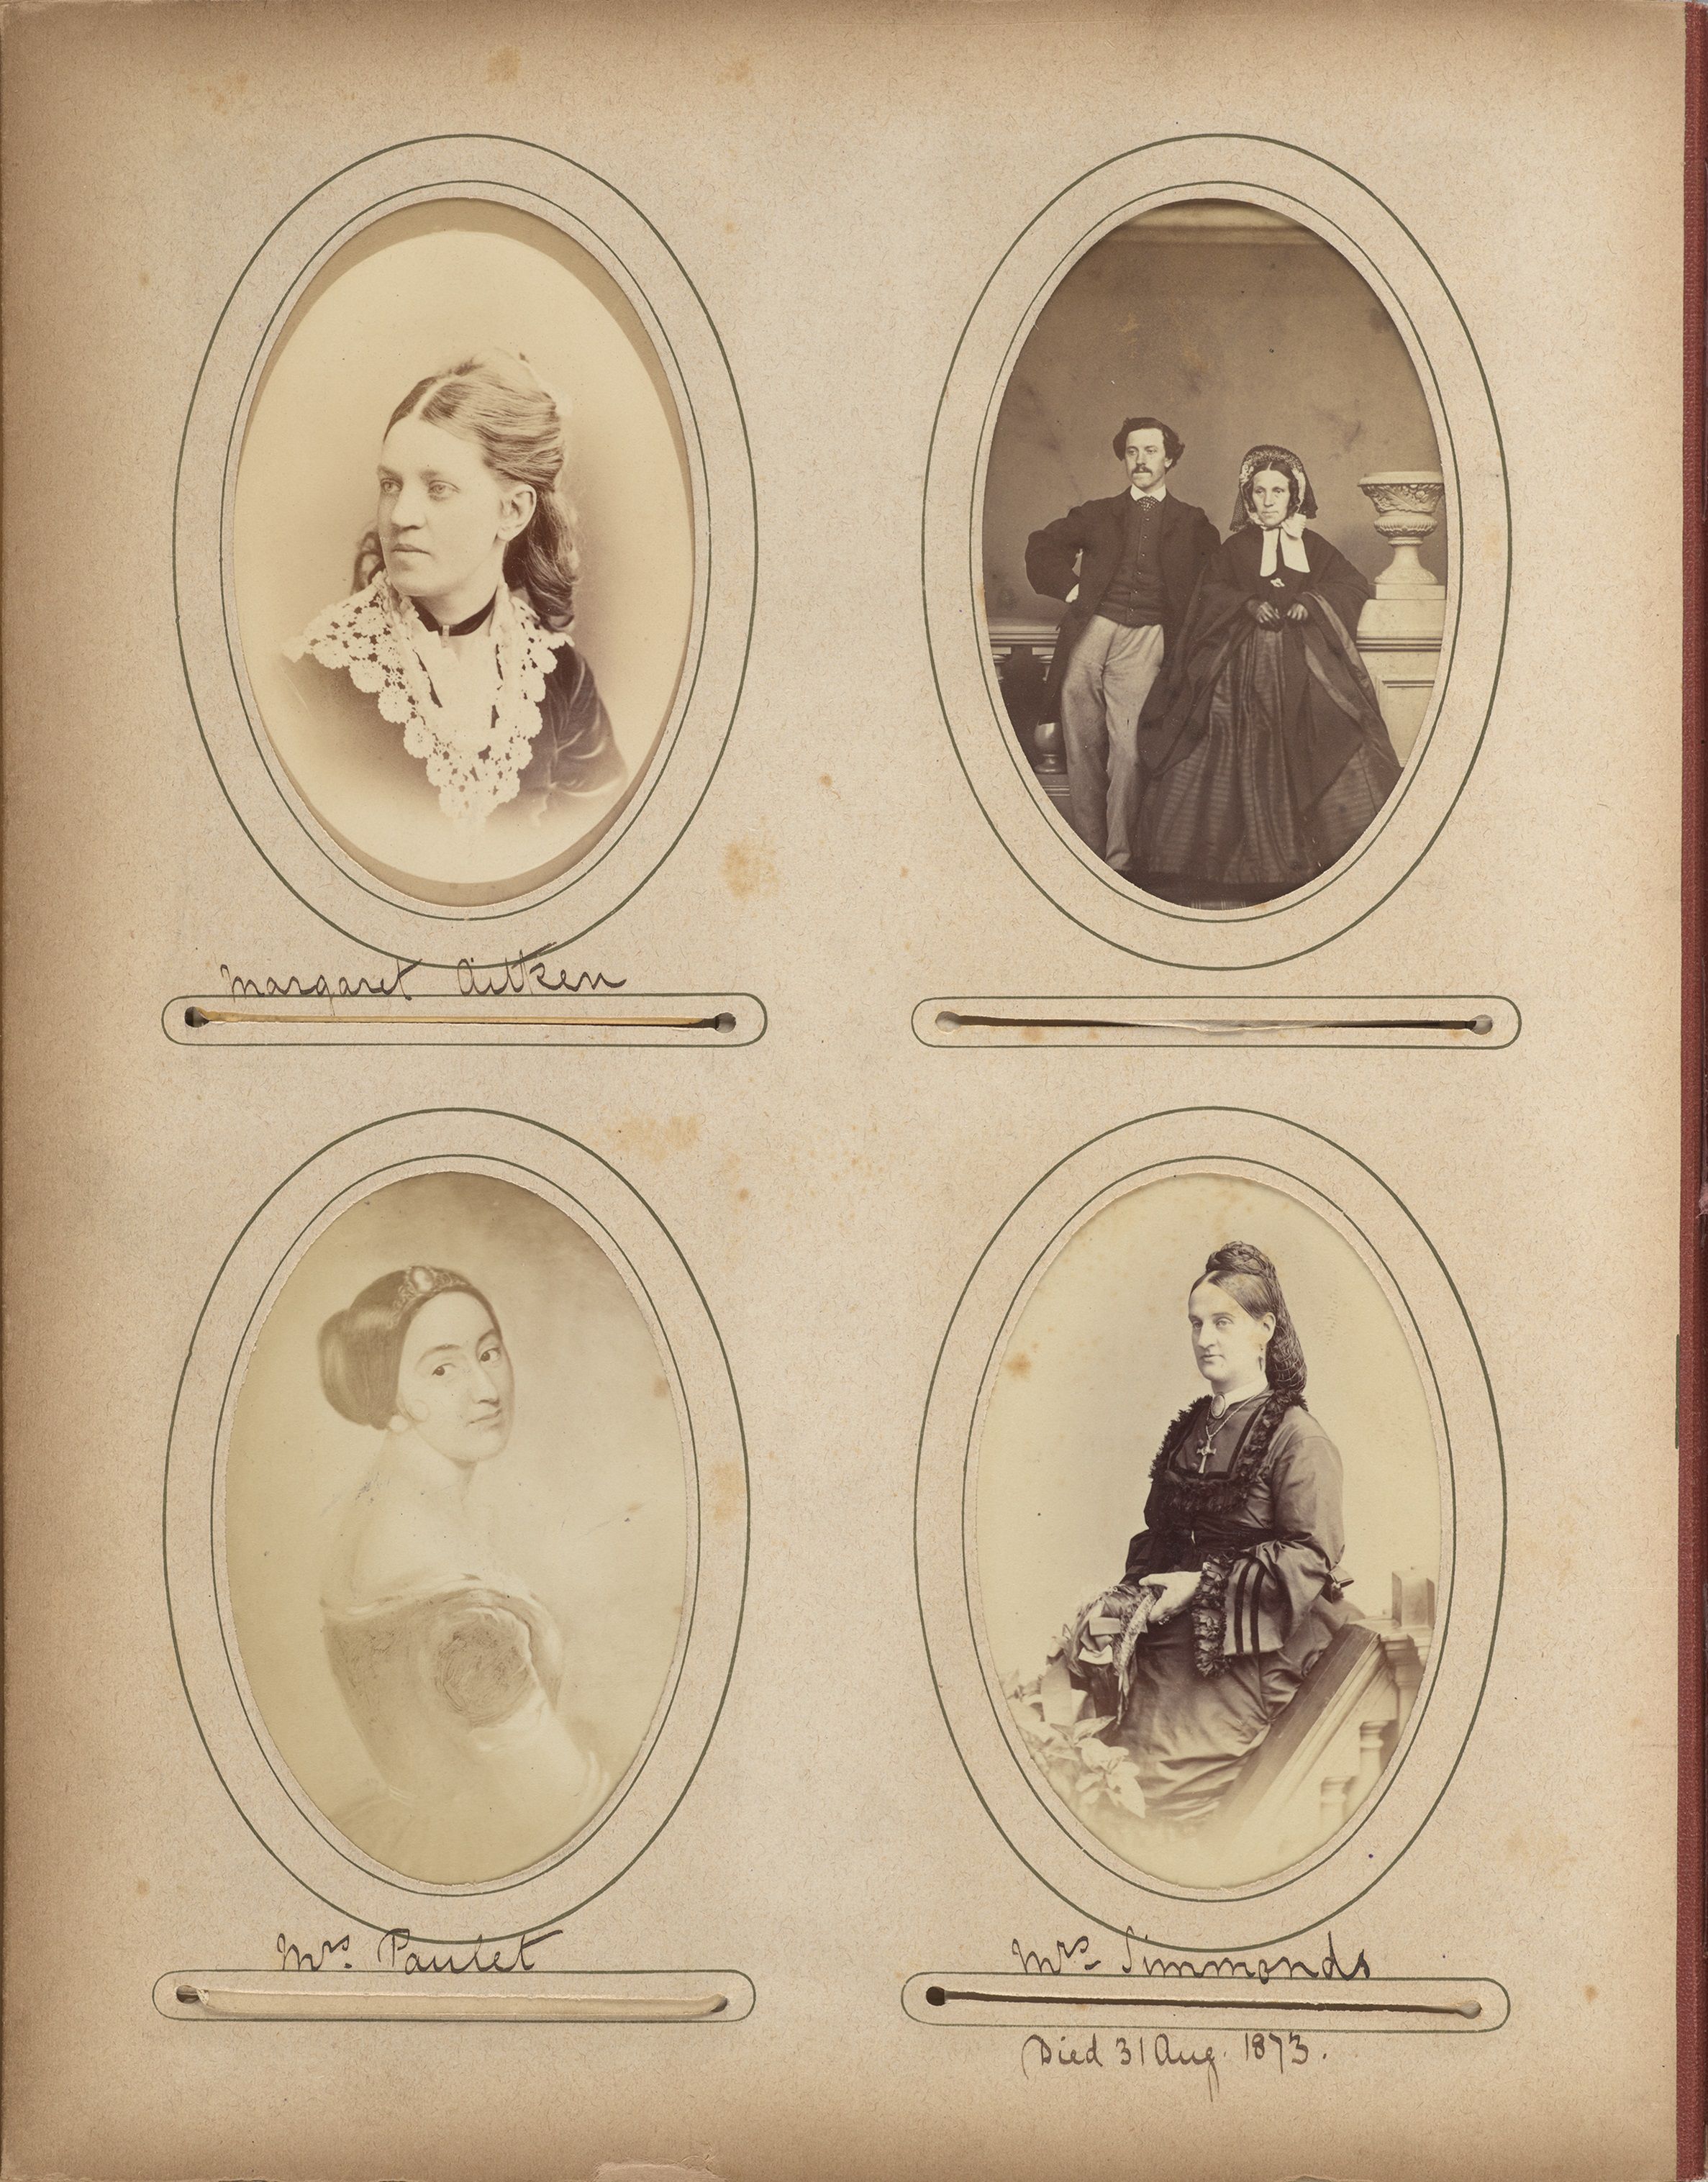 Margaret Aitken
Mrs. Paulet
Mrs Simmonds
Died 31 Aug. 1873.